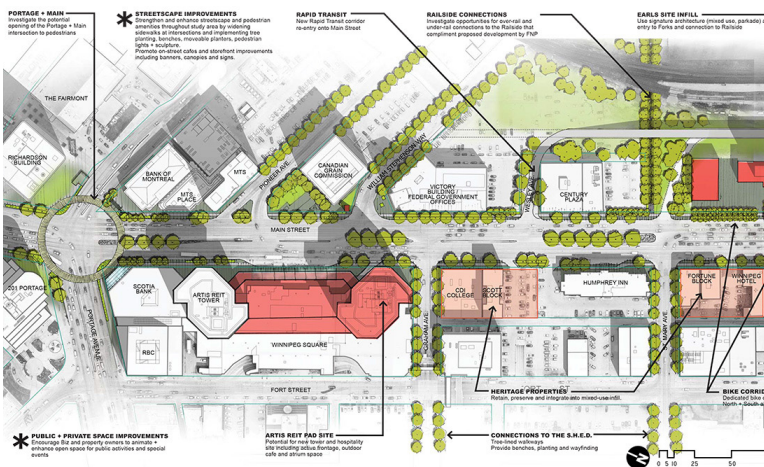 PORTAGE + MAIN
Investigate the potential
opening of the Portage + Main
intersection to pedestrians
STREETSCAPE IMPROVEMENTS
Strengthen and enhance streetscape and pedestrian
amenities throughout study area by widening
sidewalks at intersections and implementing tree
planting, benches, moveable planters, pedestrian
lights + sculpture.
Promote on-street cafes and storefront improvements
including banners, canopies and signs.
RAPID TRANSIT
New Rapid Transit corridor
re-entry onto Main Street
RAILSIDE CONNECTIONS
Investigate opportunities for over-rail and
under-rail connections to the Railside that
compliment proposed development by FNP
EARLS SITE INFILL
Use signature architecture (mixed use, parkade)
entry to Forks and connection to Railside
THE FAIRMONT
RICHARDSON
BUILDING
BANK OF
MONTREAL
MTS
PLACE
MTS
PIONEER AVE
CANADIAN
GRAIN
COMMISSION
WILLIAM STEPHENSON WAY
VICTORY
BUILDING /
FEDERAL GOVERNMENT
OFFICES
CENTURY
PLAZA
MAIN STREET
201 PORTAGE
PORTAGE AVENUE
SCOTIA
BANK
ARTIS REIT
TOWER
RBC
WINNIPEG SQUARE
GRAHAM AVE
CDI
COLLEGE
SCOTT
BLOCK
HUMPHREY INN
FORTUNE
BLOCK
WINNIPEG
HOTEL
FORT STREET
HERITAGE PROPERTIES
Retain, preserve and integrate into mixed-use infill.
BIKE CORRID
Dedicated bike
North + South
PUBLIC + PRIVATE SPACE IMPROVEMENTS
Encourage Biz and property owners to animate +
enhance open space for public activities and special
events
ARTIS REIT PAD SITE
Potential for new tower and hospitality
site including active frontage, outdoor
cafe and atrium space
CONNECTIONS TO THE S.H.E.D.
Tree-lined walkways
Provide benches, planting and wayfinding
0 5 10 25 50